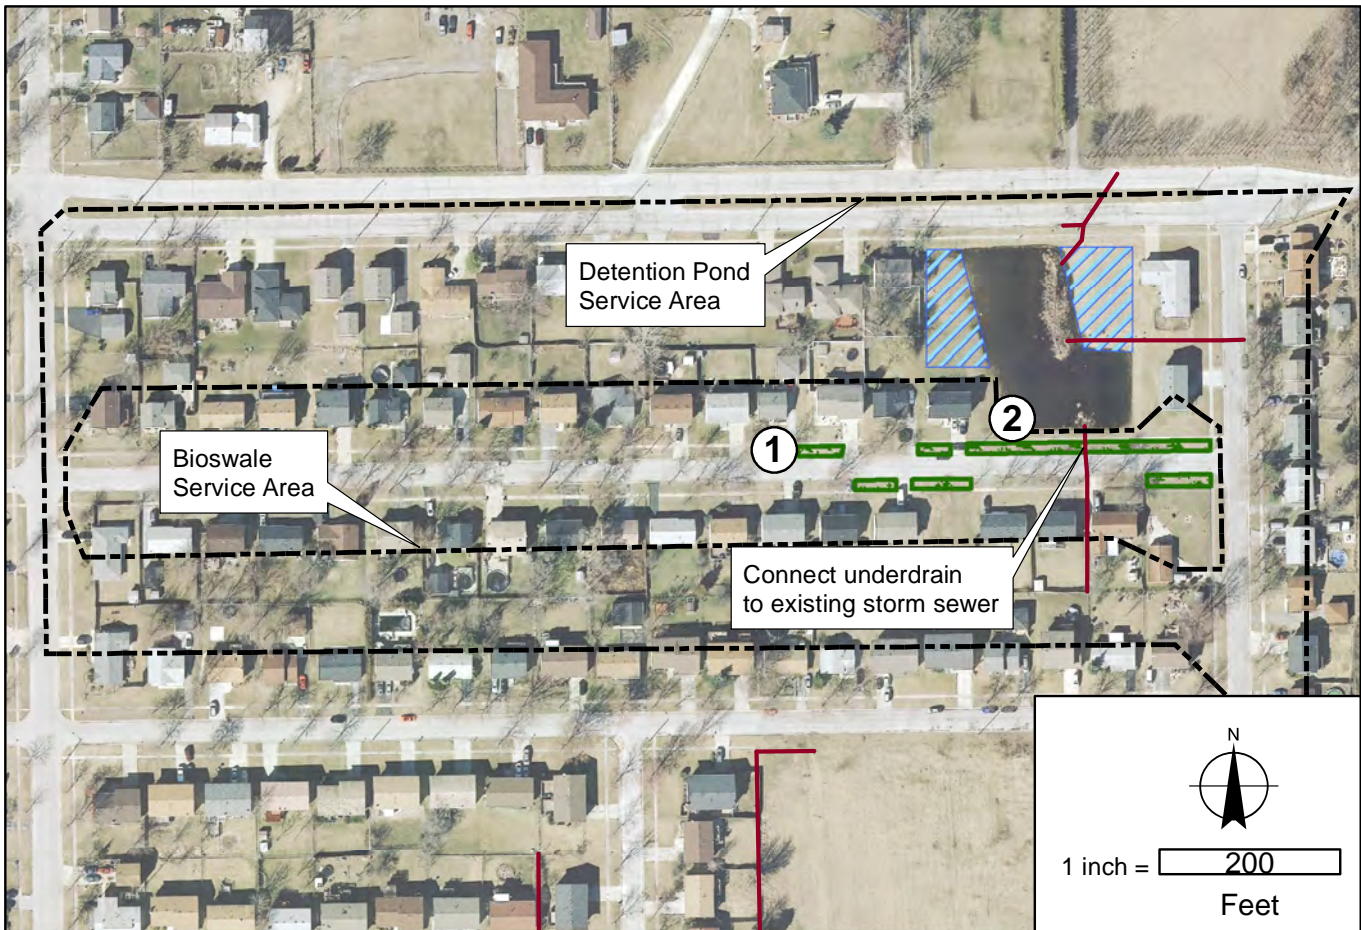 Detention Pond
Service Area
2
1
Bioswale
Service Area
Connect underdrain
to existing storm sewer
N
1 inch = 200
Feet